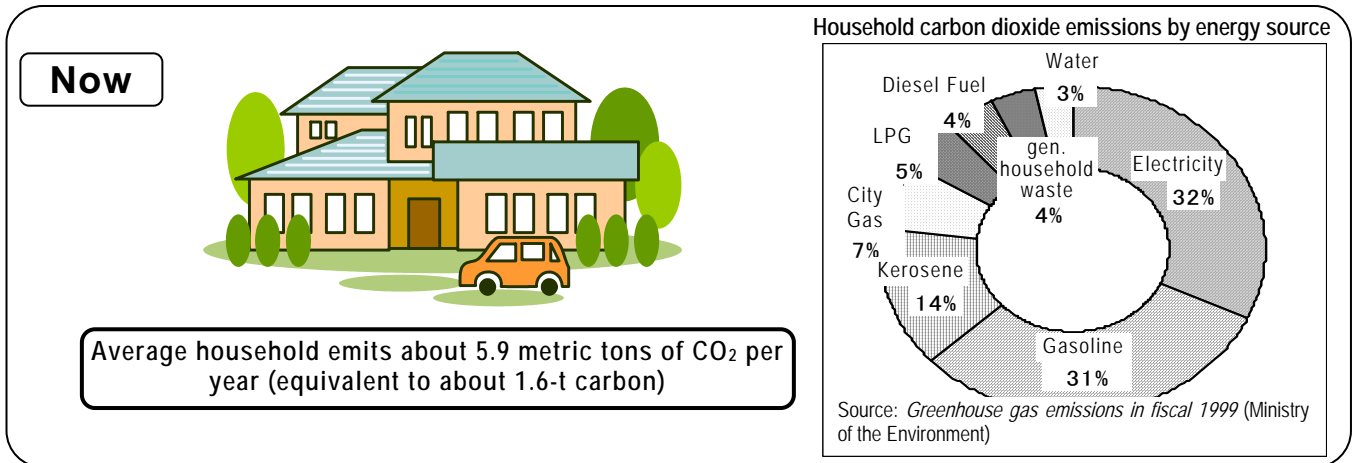 Now
Average household emits about 5.9 metric tons of CO₂ per
year (equivalent to about 1.6-t carbon)
Household carbon dioxide emissions by energy source
Water
3%
Diesel Fuel
4%
LPG
5%
City
Gas
7%
Kerosene
14%
gen.
household
waste
4%
Electricity
32%
Gasoline
31%
Source: Greenhouse gas emissions in fiscal 1999 (Ministry
of the Environment)